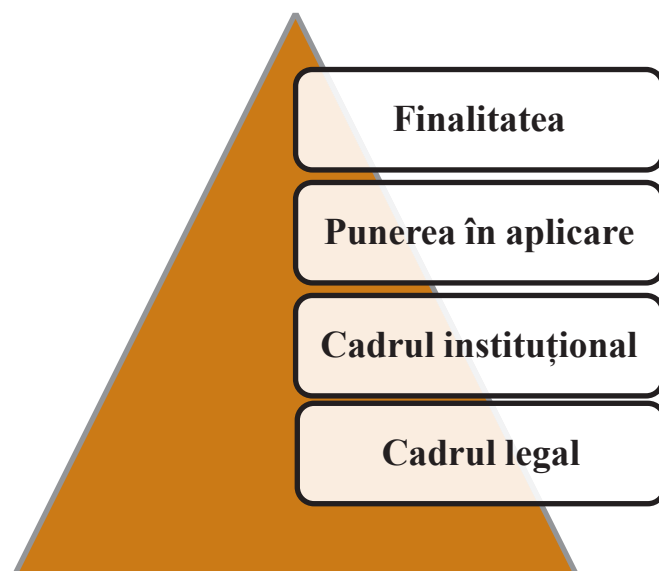 Finalitatea
Punerea în aplicare
Cadrul instituțional
Cadrul legal